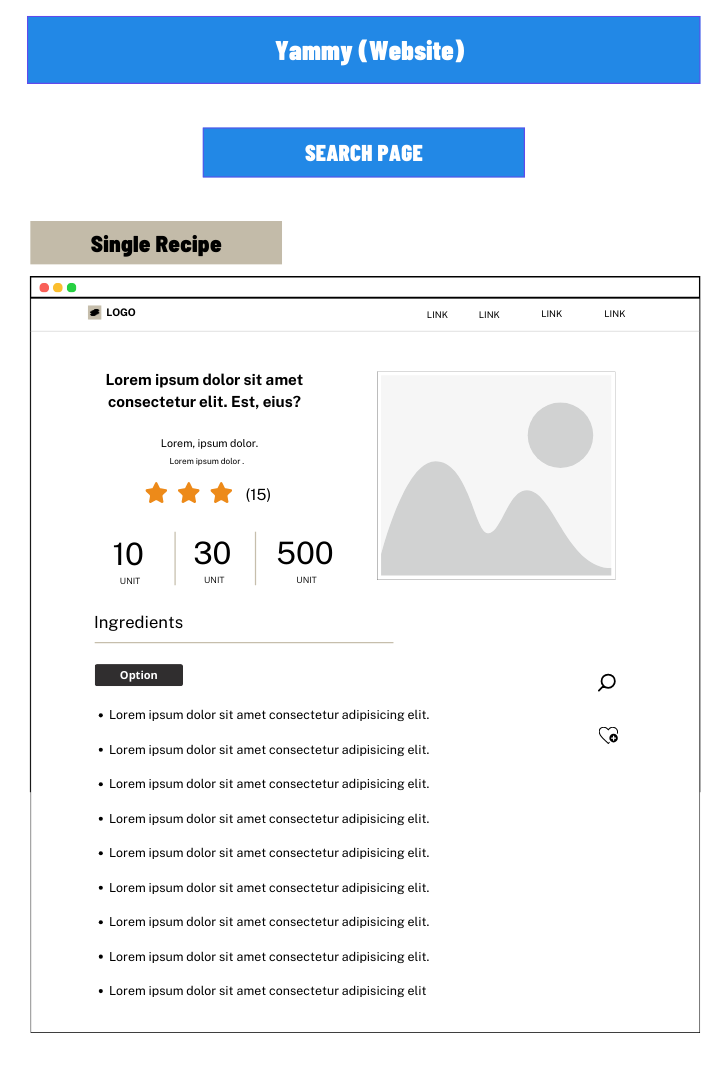 Yammy (Website)
SEARCH PAGE
Single Recipe
LOGO LINK LINK LINK LINK
Lorem ipsum dolor sit amet
consectetur elit. Est, eius?
Lorem, ipsum dolor.
Lorem ipsum dolor .
(15)
10 30 500
UNIT UNIT UNIT
Ingredients
Option
• Lorem ipsum dolor sit amet consectetur adipisicing elit.
• Lorem ipsum dolor sit amet consectetur adipisicing elit.
• Lorem ipsum dolor sit amet consectetur adipisicing elit.
• Lorem ipsum dolor sit amet consectetur adipisicing elit.
• Lorem ipsum dolor sit amet consectetur adipisicing elit.
• Lorem ipsum dolor sit amet consectetur adipisicing elit.
• Lorem ipsum dolor sit amet consectetur adipisicing elit.
• Lorem ipsum dolor sit amet consectetur adipisicing elit.
• Lorem ipsum dolor sit amet consectetur adipisicing elit